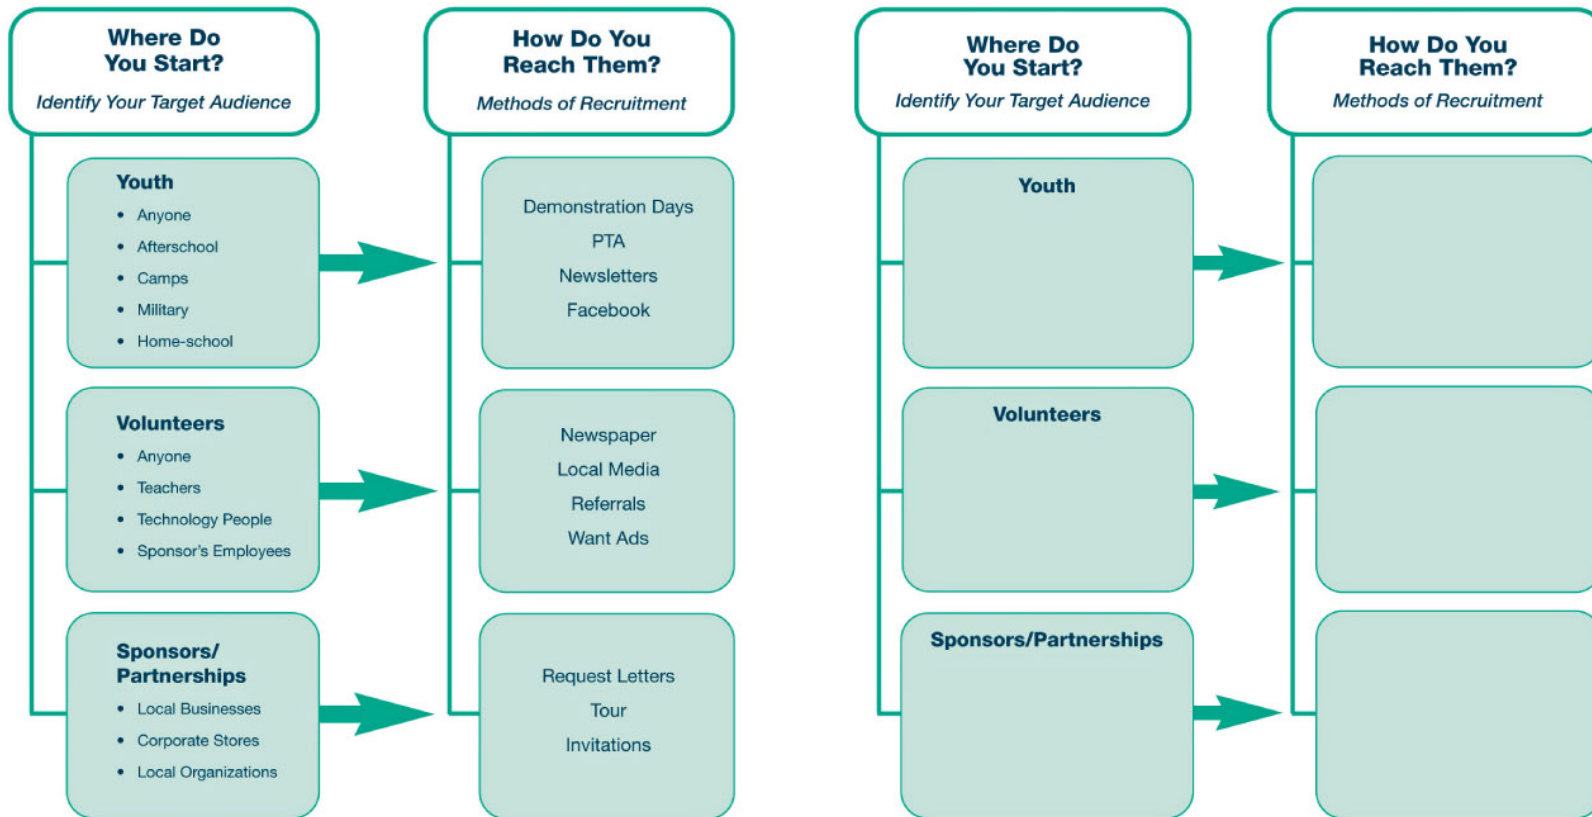 Where Do
You Start?
Identify Your Target Audience
How Do You
Reach Them?
Methods of Recruitment
Youth
• Anyone
• Afterschool
• Camps
• Military
• Home-school
Demonstration Days
PTA
Newsletters
Facebook
Volunteers
• Anyone
• Teachers
• Technology People
• Sponsor's Employees
Newspaper
Local Media
Referrals
Want Ads
Sponsors/
Partnerships
• Local Businesses
• Corporate Stores
• Local Organizations
Request Letters
Tour
Invitations
Where Do
You Start?
Identify Your Target Audience
How Do You
Reach Them?
Methods of Recruitment
Youth
Volunteers
Sponsors/Partnerships